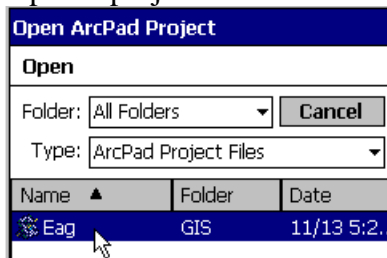 Open ArcPad Project
Open
Folder: All Folders Cancel
Type: ArcPad Project Files
Name Folder Date
Eag GIS 11/13 5:2..